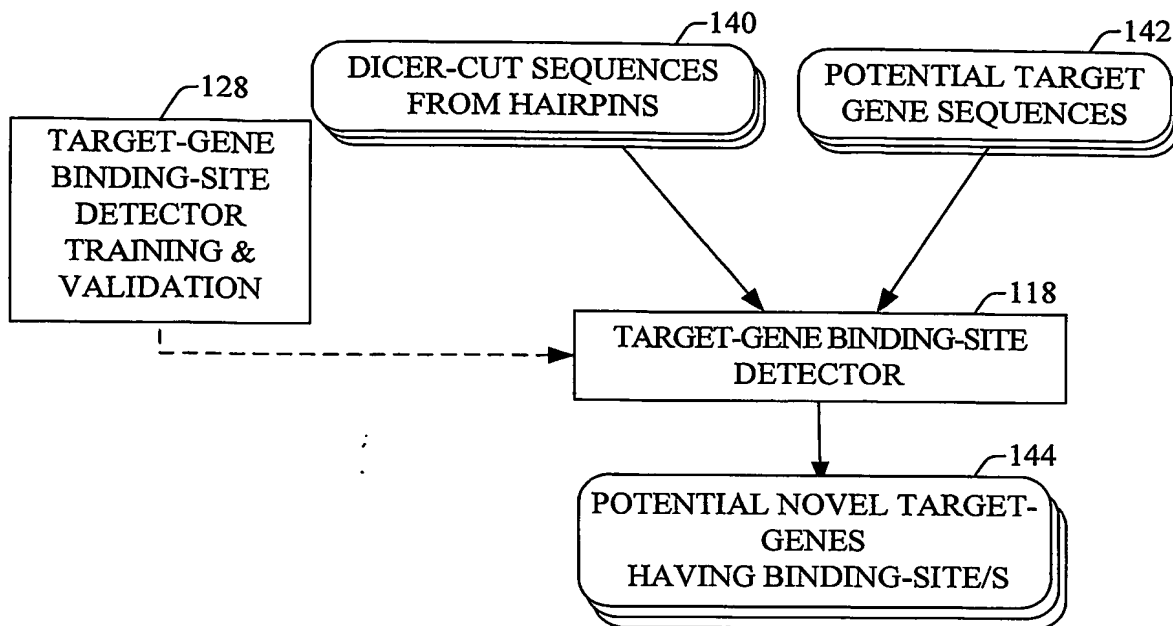 140
DICER-CUT SEQUENCES
FROM HAIRPINS
142
POTENTIAL TARGET
GENE SEQUENCES
128
TARGET-GENE
BINDING-SITE
DETECTOR
TRAINING &
VALIDATION
118
TARGET-GENE BINDING-SITE
DETECTOR
144
POTENTIAL NOVEL TARGET-
GENES
HAVING BINDING-SITE/S